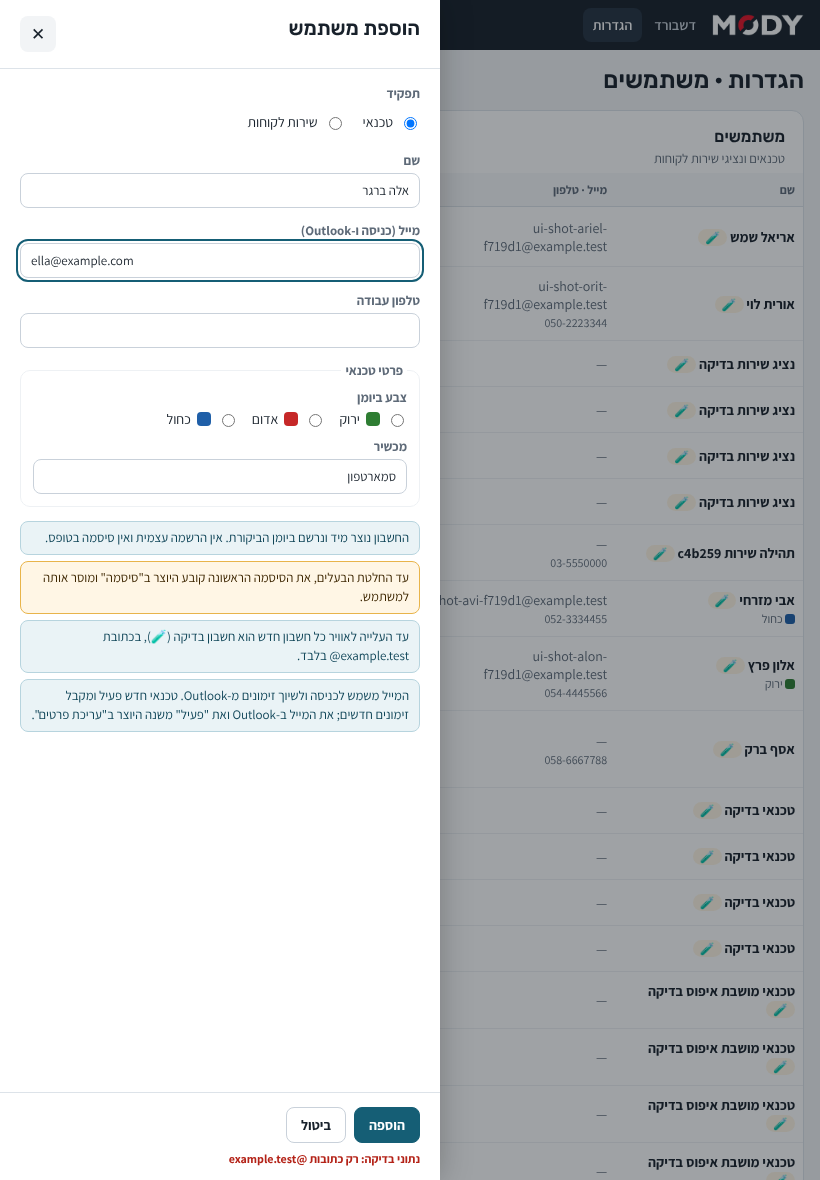 MODY
דשבורד
הגדרות
הגדרות • משתמשים
משתמשים
טכנאים ונציגי שירות לקוחות
שם
מייל · טלפון
אריאל שמש
ui-shot-ariel-
f719d1@example.test
אורית לוי
ui-shot-orit-
f719d1@example.test
050-2223344
נציג שירות בדיקה
—
נציג שירות בדיקה
—
נציג שירות בדיקה
—
נציג שירות בדיקה
—
תהילה שירות c4b259
—
03-5550000
אבי מזרחי
כחול
hot-avi-f719d1@example.test
052-3334455
אלון פרץ
ירוק
ui-shot-alon-
f719d1@example.test
054-4445566
אסף ברק
—
058-6667788
טכנאי בדיקה
—
טכנאי בדיקה
—
טכנאי בדיקה
—
טכנאי בדיקה
—
טכנאי מושבת איפוס בדיקה
—
טכנאי מושבת איפוס בדיקה
—
טכנאי מושבת איפוס בדיקה
—
טכנאי מושבת איפוס בדיקה
—
הוספת משתמש
✕
תפקיד
טכנאי
שירות לקוחות
שם
אלה ברגר
מייל (כניסה ו-Outlook)
ella@example.com
טלפון עבודה
פרטי טכנאי
צבע ביומן
ירוק
אדום
כחול
מכשיר
סמארטפון
החשבון נוצר מיד ונרשם ביומן הביקורת. אין הרשמה עצמית ואין סיסמה בטופס.
עד החלטת הבעלים, את הסיסמה הראשונה קובע היוצר ב"סיסמה" ומוסר אותה
למשתמש.
עד העלייה לאוויר כל חשבון חדש הוא חשבון בדיקה (🧪), בכתובת
@example.test בלבד.
המייל משמש לכניסה ולשיוך זימונים מ-Outlook. טכנאי חדש פעיל ומקבל
זימונים חדשים; את המייל ב-Outlook ואת "פעיל" משנה היוצר ב"עריכת פרטים".
הוספה
ביטול
נתוני בדיקה: רק כתובות @example.test